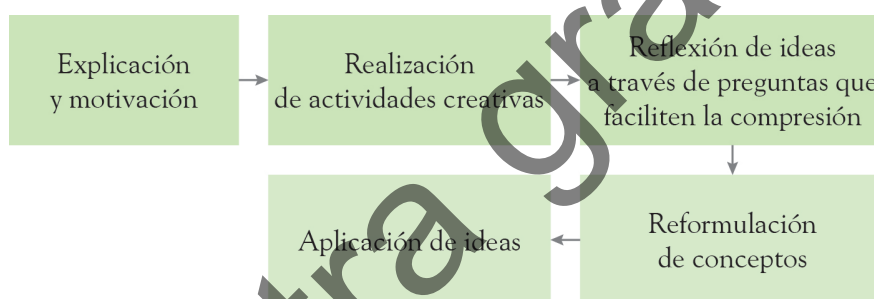 Explicación
y motivación
Realización
de actividades creativas
Reflexión de ideas
a través de preguntas que
faciliten la compresión
Reformulación
de conceptos
Aplicación de ideas